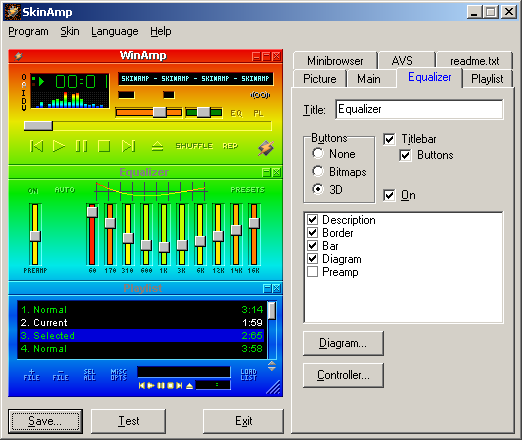 SkinAmp
Program Skin Language Help
WinAmp
O
A
I
D
V
00:01
SKINAMP - SKINAMP - SKINAMP - SKINAMP
EQ PL
SHUFFLE REP
Equalizer
ON AUTO PRESETS
PREAMP 60 170 310 600 1K 3K 6K 12K 14K 16K
Playlist
1. Normal 3:14
2. Current 1:59
3. Selected 2:65
4. Normal 3:58
+ FILE - FILE SEL ALL MISC OPTS LOAD LIST
:
Save... Test Exit
Minibrowser AVS readme.txt
Picture Main Equalizer Playlist
Title: Equalizer
Buttons
None
Bitmaps
3D
Titlebar
Buttons
On
Description
Border
Bar
Diagram
Preamp
Diagram...
Controller...